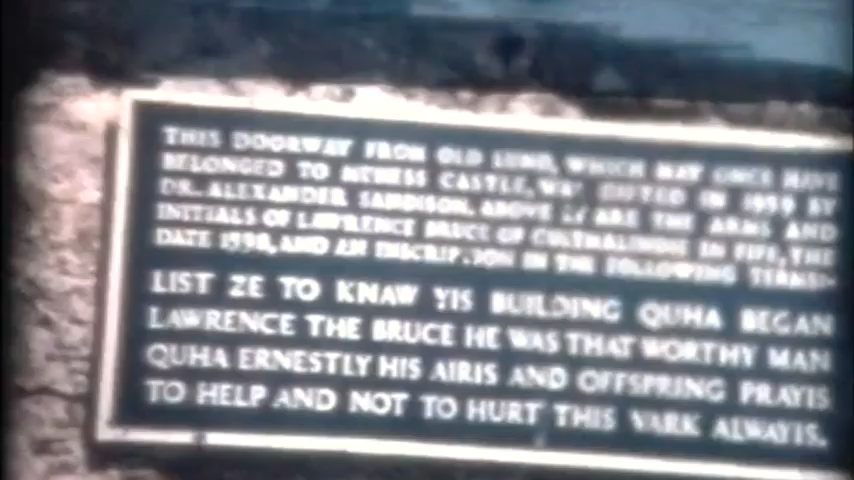 THIS DOORWAY FROM OLD LUND, WHICH MAY ONCE HAVE
BELONGED TO MUNESS CASTLE, WAS GIFTED IN 1959 BY
DR. ALEXANDER SANDISON. ABOVE IT ARE THE ARMS AND
INITIALS OF LAWRENCE BRUCE OF CULTMALINDIE IN FIFE, THE
DATE 1598, AND AN INSCRIPTION IN THE FOLLOWING TERMS:-
LIST ZE TO KNAW YIS BUILDING QUHA BEGAN
LAWRENCE THE BRUCE HE WAS THAT WORTHY MAN
QUHA ERNESTLY HIS AIRIS AND OFFSPRING PRAYIS
TO HELP AND NOT TO HURT THIS VARK ALWAYIS.